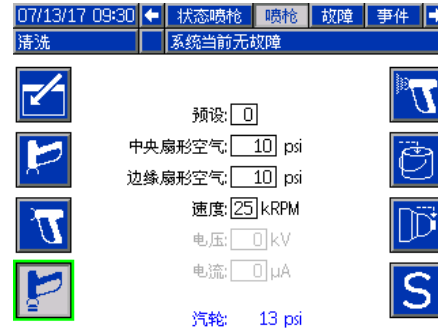 07/13/17 09:30 状态喷枪 喷枪 故障 事件
清洗 系统当前无故障
预设: 0
中央扇形空气: 10 psi
边缘扇形空气: 10 psi
速度: 25 kRPM
电压: 0 kV
电流: 0 μA
汽轮: 13 psi
S